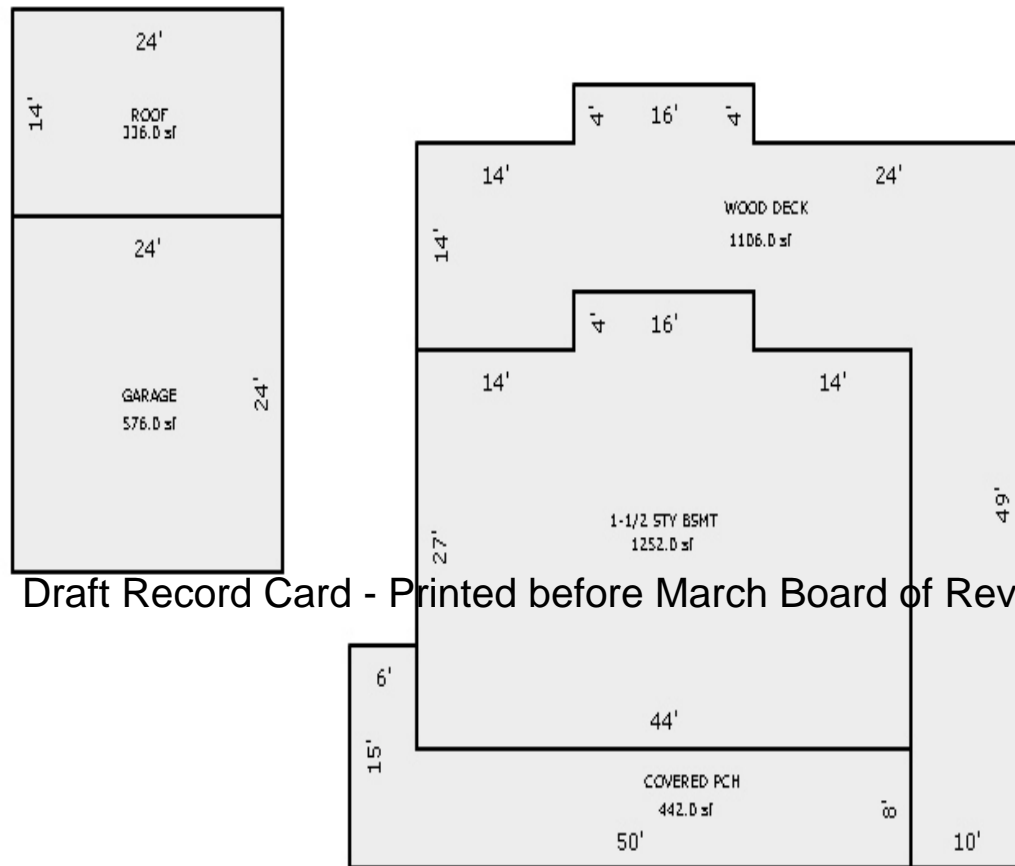 24'
14'
ROOF
336.0 sf
24'
GARAGE
576.0 sf
24'
4'
16'
4'
14'
24'
WOOD DECK
1106.0 sf
14'
4'
16'
14'
14'
1-1/2 STY BSMT
1252.0 sf
27'
49'
Draft Record Card - Printed before March Board of Rev
6'
44'
15'
COVERED PCH
442.0 sf
8'
50'
10'